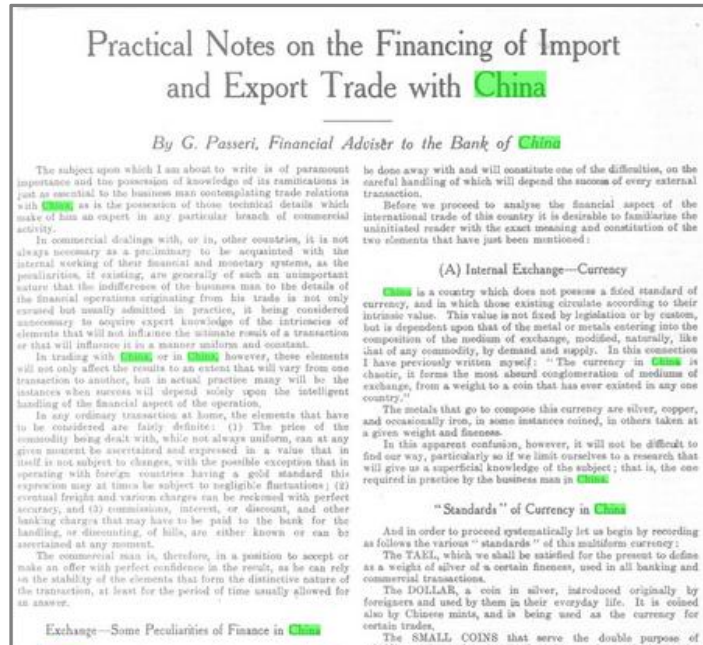 Practical Notes on the Financing of Import
and Export Trade with China
By G. Passeri, Financial Adviser to the Bank of China
The subject upon which I am about to write is of paramount
importance and the possession of knowledge of its ramifications is
just as essential to the business man contemplating trade relations
with China, as is the possession of those technical details which
make of him an expert in any particular branch of commercial
activity.
In commercial dealings with, or in, other countries, it is not
always necessary as a preliminary to be acquainted with the
internal working of their financial and monetary systems, as the
peculiarities, if existing, are generally of such an unimportant
nature that the indifference of the business man to the details of
the financial operations originating from his trade is not only
excused but usually admitted in practice, it being considered
unnecessary to acquire expert knowledge of the intricacies of
elements that will not influence the ultimate result of a transaction
or that will influence it in a manner uniform and constant.
In trading with China, or in China, however, these elements
will not only affect the results to an extent that will vary from one
transaction to another, but in actual practice many will be the
instances when success will depend solely upon the intelligent
handling of the financial aspect of the operation.
In any ordinary transaction at home, the elements that have
to be considered are fairly definite: (1) The price of the
commodity being dealt with, while not always uniform, can at any
given moment be ascertained and expressed in a value that in
itself is not subject to changes, with the possible exception that in
operating with foreign countries having a gold standard this
expression may at times be subject to negligible fluctuations; (2)
eventual freight and various charges can be reckoned with perfect
accuracy, and (3) commissions, interest, or discount, and other
banking charges that may have to be paid to the bank for the
handling, or discounting, of bills, are either known or can be
ascertained at any moment.
The commercial man is, therefore, in a position to accept or
make an offer with perfect confidence in the result, as he can rely
on the stability of the elements that form the distinctive nature of
the transaction, at least for the period of time usually allowed for
an answer.
Exchange—Some Peculiarities of Finance in China
be done away with and will constitute one of the difficulties, on the
careful handling of which will depend the success of every external
transaction.
Before we proceed to analyse the financial aspect of the
international trade of this country it is desirable to familiarize the
uninitiated reader with the exact meaning and constitution of the
two elements that have just been mentioned:
(A) Internal Exchange—Currency
China is a country which does not possess a fixed standard of
currency, and in which those existing circulate according to their
intrinsic value. This value is not fixed by legislation or by custom,
but is dependent upon that of the metal or metals entering into the
composition of the medium of exchange, modified, naturally, like
that of any commodity, by demand and supply. In this connection
I have previously written myself: "The currency in China is
chaotic, it forms the most absurd conglomeration of mediums of
exchange, from a weight to a coin that has ever existed in any one
country."
The metals that go to compose this currency are silver, copper,
and occasionally iron, in some instances coined, in others taken at
a given weight and fineness.
In this apparent confusion, however, it will not be difficult to
find our way, particularly so if we limit ourselves to a research that
will give us a superficial knowledge of the subject; that is, the one
required in practice by the business man in China.
"Standards" of Currency in China
And in order to proceed systematically let us begin by recording
as follows the various "standards" of this multiform currency:
The TAEL, which we shall be satisfied for the present to define
as a weight of silver of a certain fineness, used in all banking and
commercial transactions.
The DOLLAR, a coin in silver, introduced originally by
foreigners and used by them in their everyday life. It is coined
also by Chinese mints, and is being used as the currency for
certain trades.
The SMALL COINS that serve the double purpose of